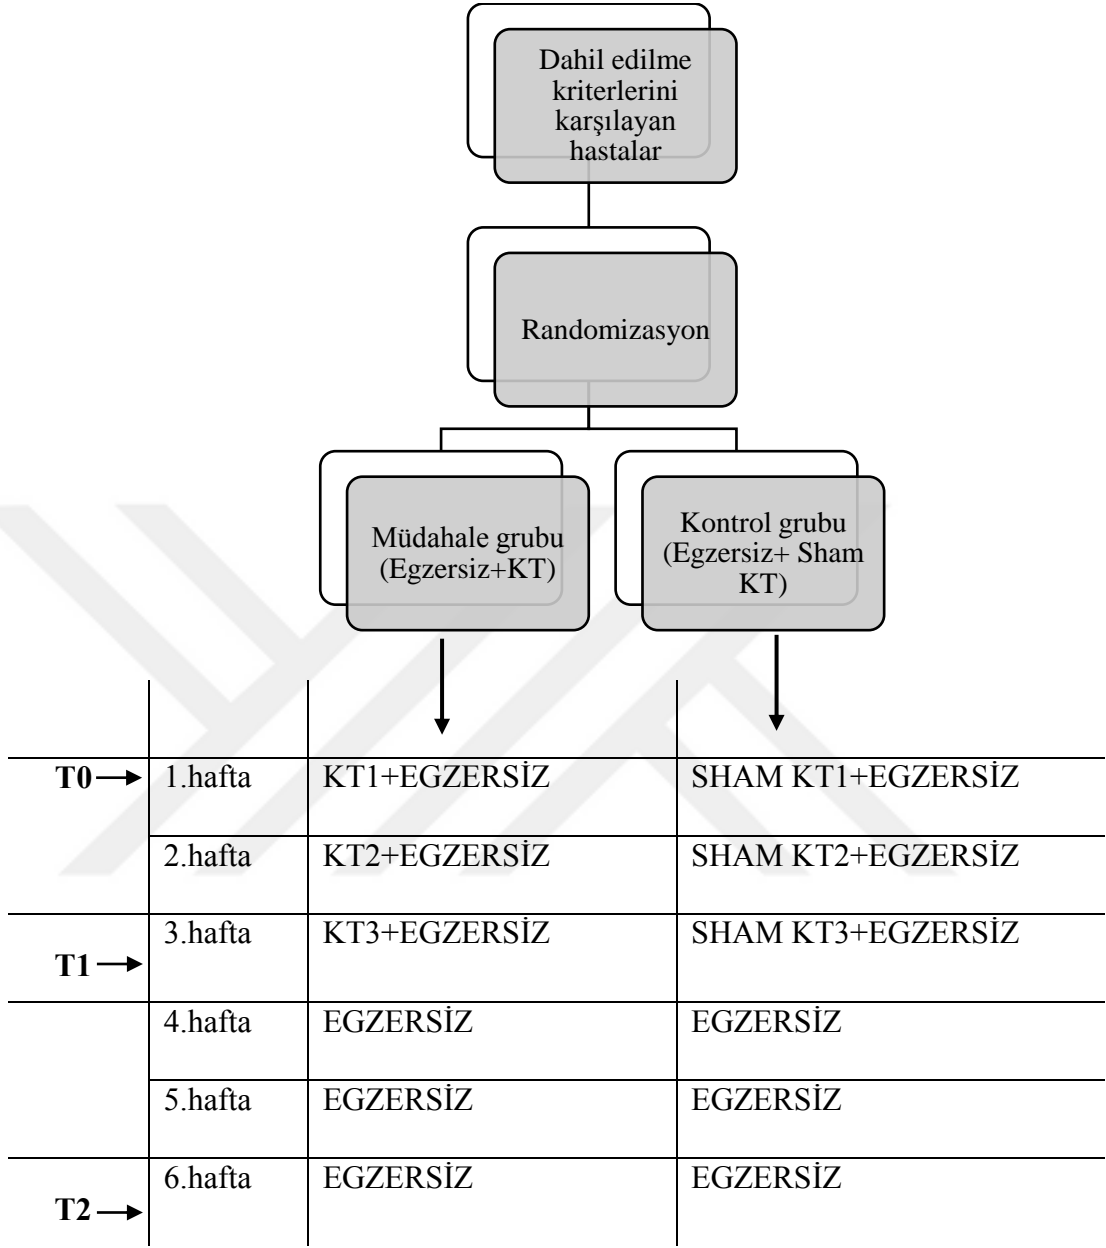 Dahil edilme
kriterlerini
karşılayan
hastalar
Randomizasyon
Müdahale grubu
(Egzersiz+KT)
Kontrol grubu
(Egzersiz+ Sham
KT)
T0 1.hafta KT1+EGZERSİZ SHAM KT1+EGZERSİZ
2.hafta KT2+EGZERSİZ SHAM KT2+EGZERSİZ
T1 3.hafta KT3+EGZERSİZ SHAM KT3+EGZERSİZ
4.hafta EGZERSİZ EGZERSİZ
5.hafta EGZERSİZ EGZERSİZ
T2 6.hafta EGZERSİZ EGZERSİZ